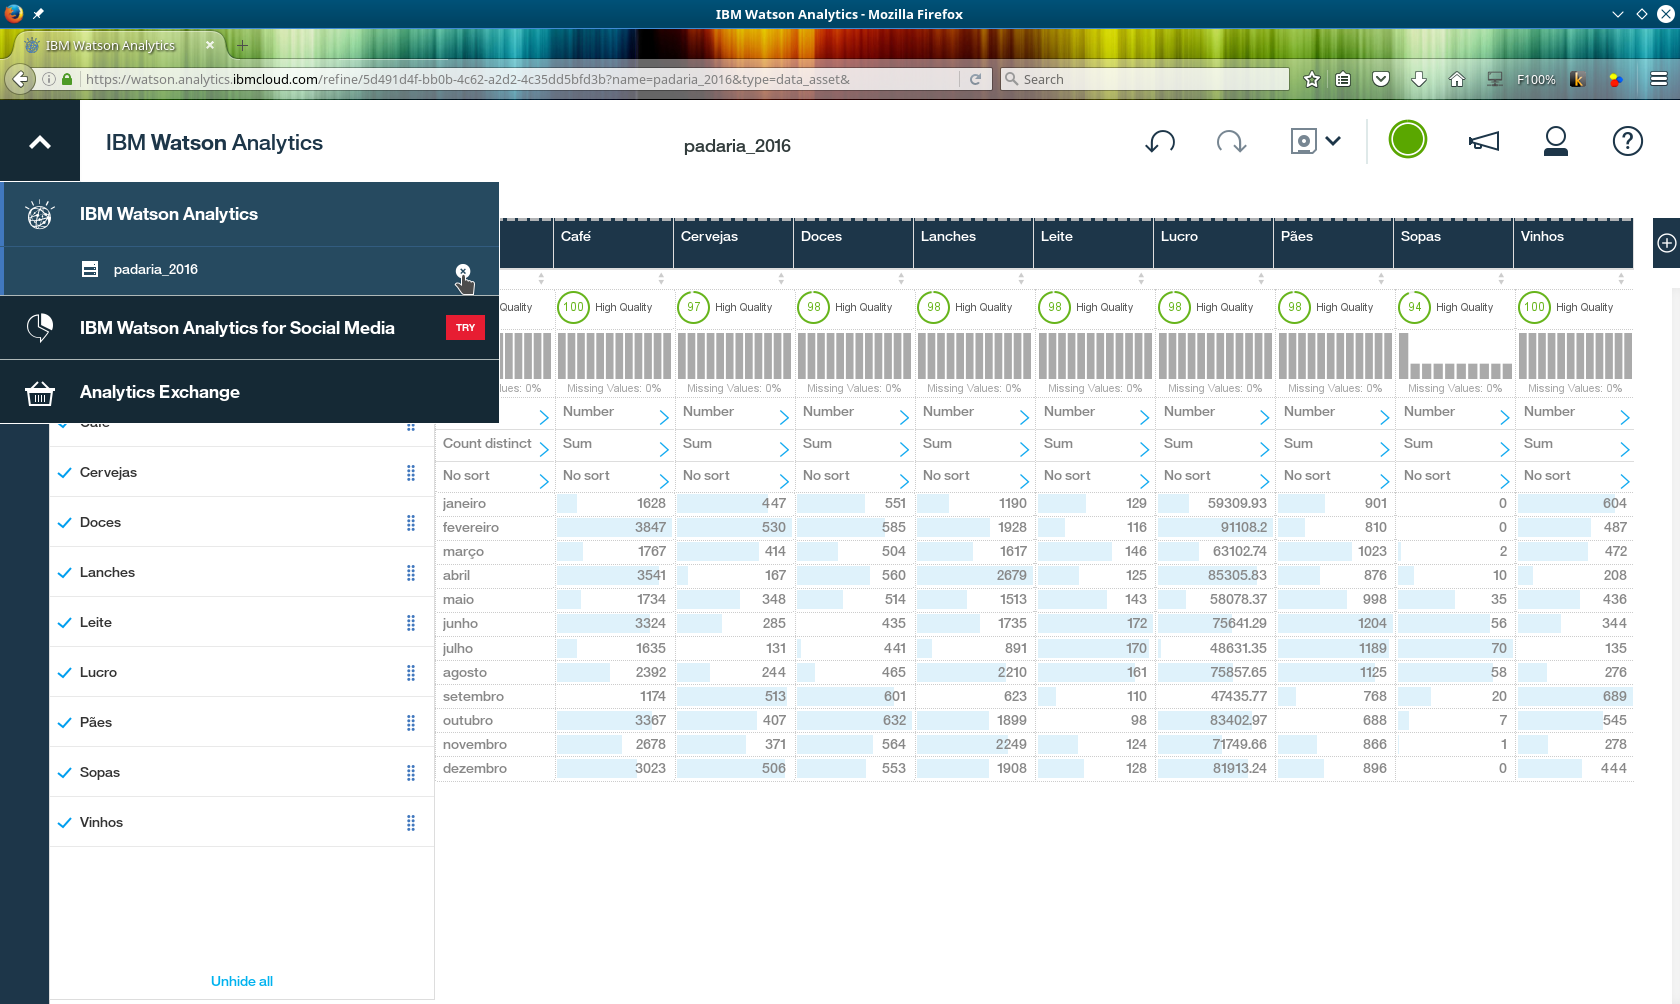 IBM Watson Analytics - Mozilla Firefox
IBM Watson Analytics
https://watson.analytics.ibmcloud.com/refine/5d491d4f-bb0b-4c62-a2d2-4c35dd5bfd3b?name=padaria_2016&type=data_asset& Search F100% k
IBM Watson Analytics padaria_2016
IBM Watson Analytics
padaria_2016
IBM Watson Analytics for Social Media TRY
Analytics Exchange
Café Cervejas Doces Lanches Leite Lucro Pães Sopas Vinhos
Quality 100 High Quality 97 High Quality 98 High Quality 98 High Quality 98 High Quality 98 High Quality 98 High Quality 94 High Quality 100 High Quality
lues: 0% Missing Values: 0% Missing Values: 0% Missing Values: 0% Missing Values: 0% Missing Values: 0% Missing Values: 0% Missing Values: 0% Missing Values: 0% Missing Values: 0%
Number Number Number Number Number Number Number Number Number
Count distinct Sum Sum Sum Sum Sum Sum Sum Sum Sum
No sort No sort No sort No sort No sort No sort No sort No sort No sort No sort
janeiro 1628 447 551 1190 129 59309.93 901 0 604
fevereiro 3847 530 585 1928 116 91108.2 810 0 487
março 1767 414 504 1617 146 63102.74 1023 2 472
abril 3541 167 560 2679 125 85305.83 876 10 208
maio 1734 348 514 1513 143 58078.37 998 35 436
junho 3324 285 435 1735 172 75641.29 1204 56 344
julho 1635 131 441 891 170 48631.35 1189 70 135
agosto 2392 244 465 2210 161 75857.65 1125 58 276
setembro 1174 513 601 623 110 47435.77 768 20 689
outubro 3367 407 632 1899 98 83402.97 688 7 545
novembro 2678 371 564 2249 124 71749.66 866 1 278
dezembro 3023 506 553 1908 128 81913.24 896 0 444
Café
Cervejas
Doces
Lanches
Leite
Lucro
Pães
Sopas
Vinhos
Unhide all